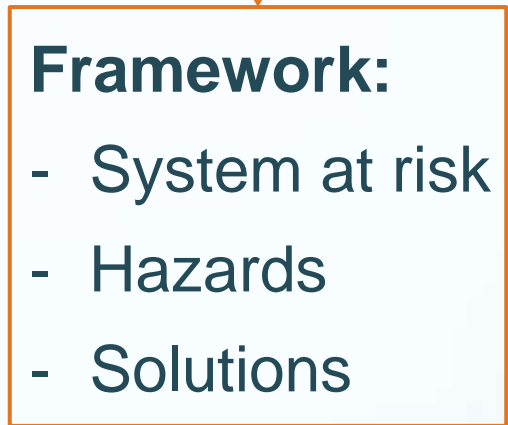 Framework:
- System at risk
- Hazards
- Solutions